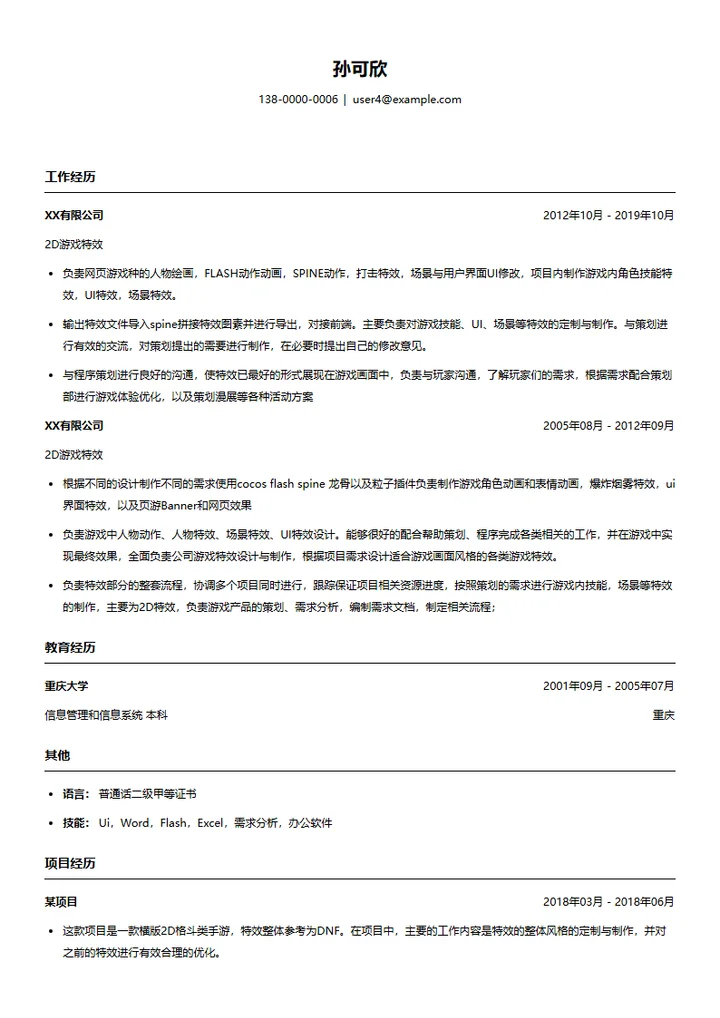 孙可欣
138-0000-0006 | user4@example.com
工作经历
XX有限公司 2012年10月 - 2019年10月
2D游戏特效
• 负责网页游戏种的人物绘画，FLASH动作动画，SPINE动作，打击特效，场景与用户界面UI修改，项目内制作游戏内角色技能特
效，UI特效，场景特效。
• 输出特效文件导入spine拼接特效图素并进行导出，对接前端。主要负责对游戏技能、UI、场景等特效的定制与制作。与策划进
行有效的交流，对策划提出的需要进行制作，在必要时提出自己的修改意见。
• 与程序策划进行良好的沟通，使特效已最好的形式展现在游戏画面中，负责与玩家沟通，了解玩家们的需求，根据需求配合策划
部进行游戏体验优化，以及策划漫展等各种活动方案
XX有限公司 2005年08月 - 2012年09月
2D游戏特效
• 根据不同的设计制作不同的需求使用cocos flash spine 龙骨以及粒子插件负责制作游戏角色动画和表情动画，爆炸烟雾特效，ui
界面特效，以及页游Banner和网页效果
• 负责游戏中人物动作、人物特效、场景特效、UI特效设计。能够很好的配合帮助策划、程序完成各类相关的工作，并在游戏中实
现最终效果，全面负责公司游戏特效设计与制作，根据项目需求设计适合游戏画面风格的各类游戏特效。
• 负责特效部分的整套流程，协调多个项目同时进行，跟踪保证项目相关资源进度，按照策划的需求进行游戏内技能，场景等特效
的制作，主要为2D特效，负责游戏产品的策划、需求分析，编制需求文档，制定相关流程；
教育经历
重庆大学 2001年09月 - 2005年07月
信息管理和信息系统 本科 重庆
其他
• 语言： 普通话二级甲等证书
• 技能： Ui，Word，Flash，Excel，需求分析，办公软件
项目经历
某项目 2018年03月 - 2018年06月
• 这款项目是一款横版2D格斗类手游，特效整体参考为DNF。在项目中，主要的工作内容是特效的整体风格的定制与制作，并对
之前的特效进行有效合理的优化。